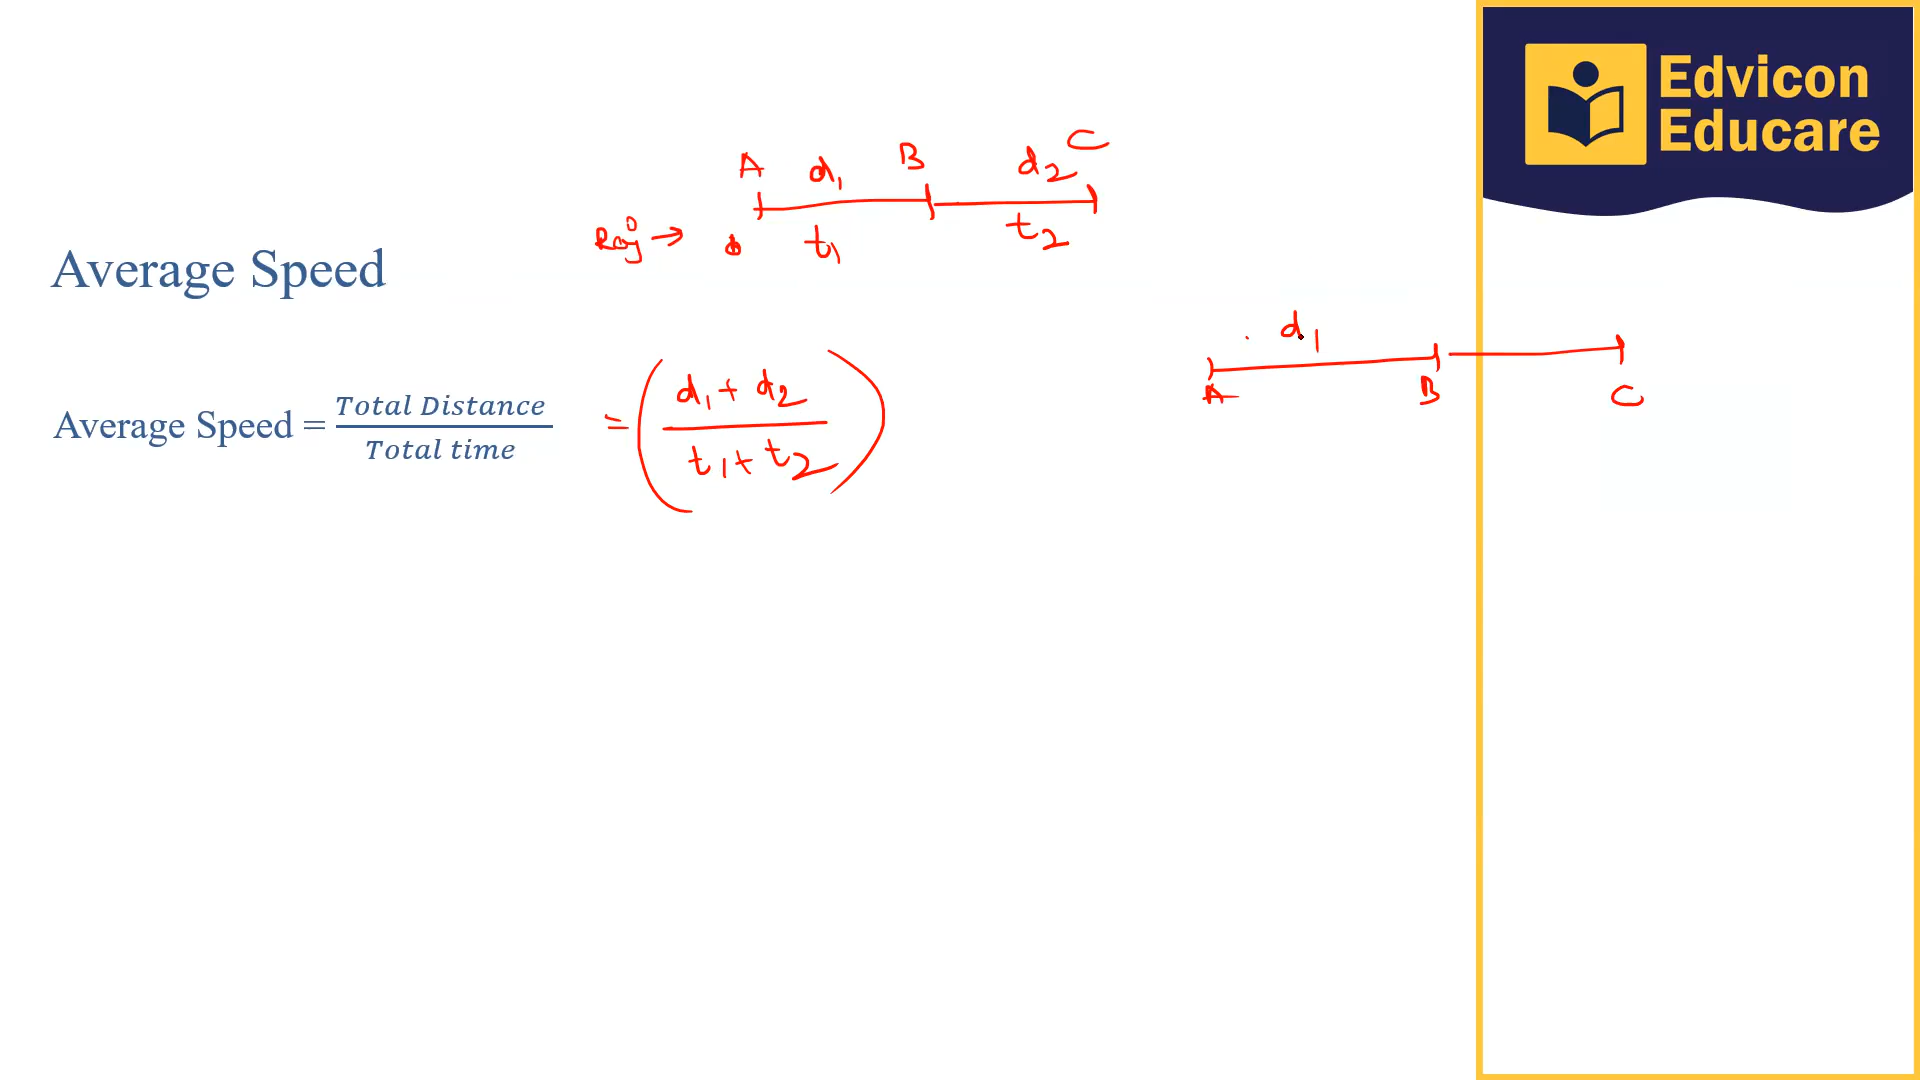 Edvicon
Educare
A d₁ B d₂ C
Raj → t₁ t₂
Average Speed
d₁
A B C
Average Speed = Total Distance / Total time = (d₁ + d₂ / t₁ + t₂)